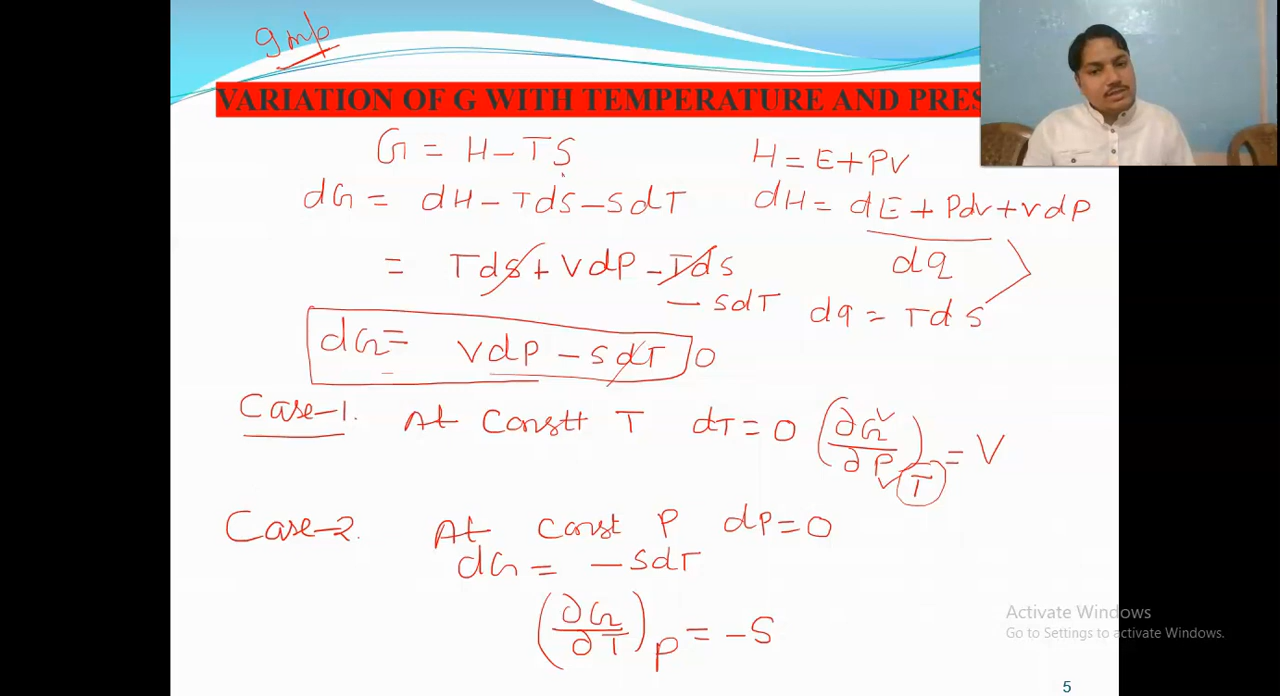 gmp
VARIATION OF G WITH TEMPERATURE AND PRES
G = H - TS
H = E + PV
dG = dH - TdS - SdT
dH = dE + Pdv + vdP
dq
= Tds + VdP - Tds
- SdT
dq = TdS
dG = VdP - SdT 0
Case-1. At Constt T dT = 0 (∂G/∂P)T = V
Case-2. At Const P dP = 0
dG = - SdT
(∂G/∂T)P = - S
Activate Windows
Go to Settings to activate Windows.
5